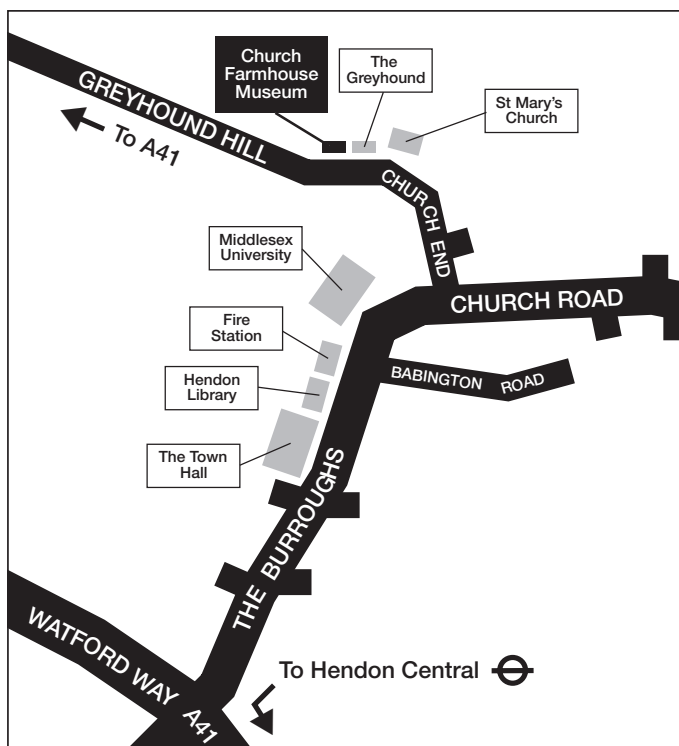 Church
Farmhouse
Museum
The
Greyhound
St Mary's
Church
GREYHOUND HILL
To A41
CHURCH END
Middlesex
University
CHURCH ROAD
Fire
Station
BABINGTON ROAD
Hendon
Library
The Town
Hall
THE BURROUGHS
WATFORD WAY A41
To Hendon Central